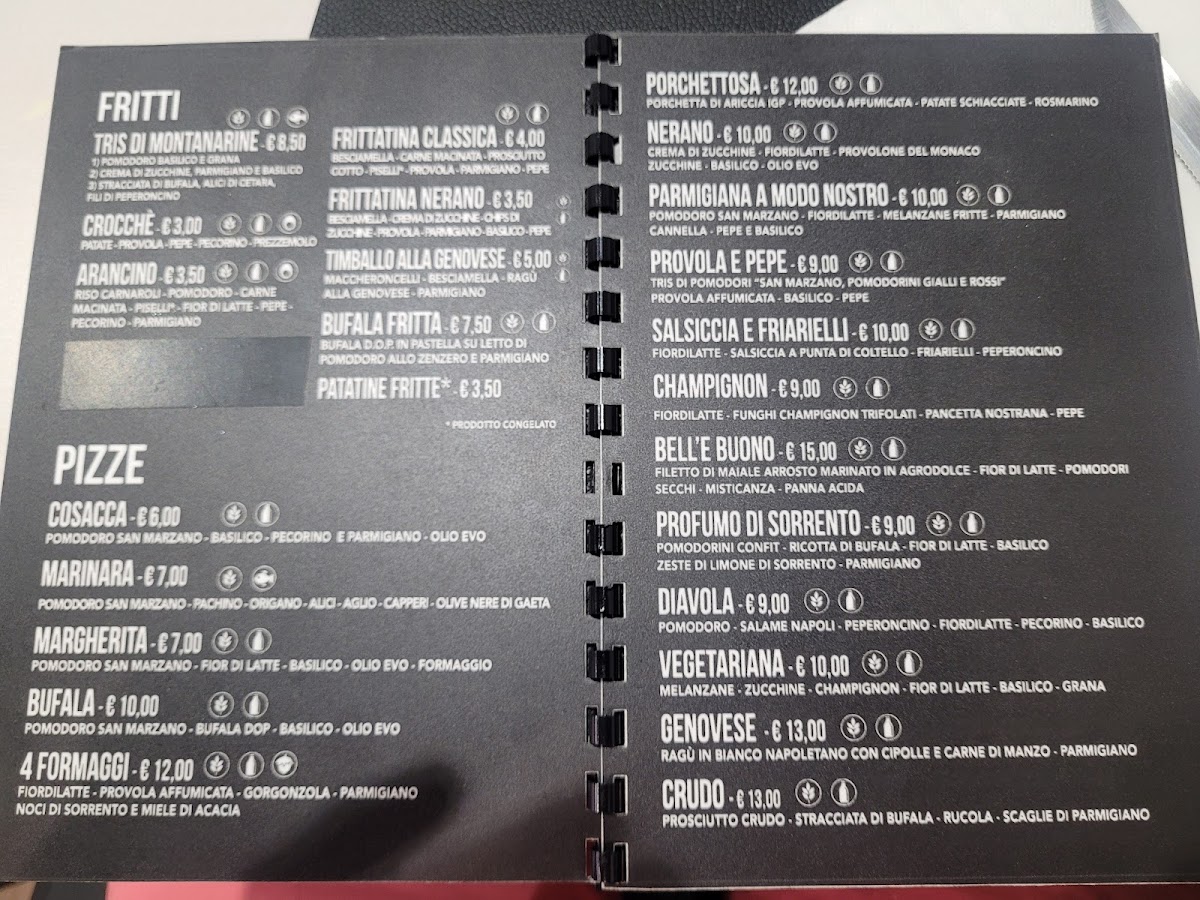 FRITTI
TRIS DI MONTANARINE - € 8,50
1) POMODORO BASILICO E GRANA
2) CREMA DI ZUCCHINE, PARMIGIANO E BASILICO
3) STRACCIATA DI BUFALA, ALICI DI CETARA,
FILI DI PEPERONCINO
CROCCHÈ - € 3,00
PATATE - PROVOLA - PEPE - PECORINO - PREZZEMOLO
ARANCINO - € 3,50
RISO CARNAROLI - POMODORO - CARNE
MACINATA - PISELLI* - FIOR DI LATTE - PEPE -
PECORINO - PARMIGIANO
FRITTATINA CLASSICA - € 4,00
BESCIAMELLA - CARNE MACINATA - PROSCIUTTO
COTTO - PISELLI* - PROVOLA - PARMIGIANO - PEPE
FRITTATINA NERANO - € 3,50
BESCIAMELLA - CREMA DI ZUCCHINE - CHIPS DI
ZUCCHINE - PROVOLA - PARMIGIANO - BASILICO - PEPE
TIMBALLO ALLA GENOVESE - € 5,00
MACCHERONCELLI - BESCIAMELLA - RAGÙ
ALLA GENOVESE - PARMIGIANO
BUFALA FRITTA - € 7,50
BUFALA D.O.P. IN PASTELLA SU LETTO DI
POMODORO ALLO ZENZERO E PARMIGIANO
PATATINE FRITTE* - € 3,50
* PRODOTTO CONGELATO
PIZZE
COSACCA - € 6,00
POMODORO SAN MARZANO - BASILICO - PECORINO E PARMIGIANO - OLIO EVO
MARINARA - € 7,00
POMODORO SAN MARZANO - PACHINO - ORIGANO - ALICI - AGLIO - CAPPERI - OLIVE NERE DI GAETA
MARGHERITA - € 7,00
POMODORO SAN MARZANO - FIOR DI LATTE - BASILICO - OLIO EVO - FORMAGGIO
BUFALA - € 10,00
POMODORO SAN MARZANO - BUFALA DOP - BASILICO - OLIO EVO
4 FORMAGGI - € 12,00
FIORDILATTE - PROVOLA AFFUMICATA - GORGONZOLA - PARMIGIANO
NOCI DI SORRENTO E MIELE DI ACACIA
PORCHETTOSA - € 12,00
PORCHETTA DI ARICCIA IGP - PROVOLA AFFUMICATA - PATATE SCHIACCIATE - ROSMARINO
NERANO - € 10,00
CREMA DI ZUCCHINE - FIORDILATTE - PROVOLONE DEL MONACO
ZUCCHINE - BASILICO - OLIO EVO
PARMIGIANA A MODO NOSTRO - € 10,00
POMODORO SAN MARZANO - FIORDILATTE - MELANZANE FRITTE - PARMIGIANO
CANNELLA - PEPE E BASILICO
PROVOLA E PEPE - € 9,00
TRIS DI POMODORI "SAN MARZANO, POMODORINI GIALLI E ROSSI"
PROVOLA AFFUMICATA - BASILICO - PEPE
SALSICCIA E FRIARIELLI - € 10,00
FIORDILATTE - SALSICCIA A PUNTA DI COLTELLO - FRIARIELLI - PEPERONCINO
CHAMPIGNON - € 9,00
FIORDILATTE - FUNGHI CHAMPIGNON TRIFOLATI - PANCETTA NOSTRANA - PEPE
BELL'E BUONO - € 15,00
FILETTO DI MAIALE ARROSTO MARINATO IN AGRODOLCE - FIOR DI LATTE - POMODORI
SECCHI - MISTICANZA - PANNA ACIDA
PROFUMO DI SORRENTO - € 9,00
POMODORINI CONFIT - RICOTTA DI BUFALA - FIOR DI LATTE - BASILICO
ZESTE DI LIMONE DI SORRENTO - PARMIGIANO
DIAVOLA - € 9,00
POMODORO - SALAME NAPOLI - PEPERONCINO - FIORDILATTE - PECORINO - BASILICO
VEGETARIANA - € 10,00
MELANZANE - ZUCCHINE - CHAMPIGNON - FIOR DI LATTE - BASILICO - GRANA
GENOVESE - € 13,00
RAGÙ IN BIANCO NAPOLETANO CON CIPOLLE E CARNE DI MANZO - PARMIGIANO
CRUDO - € 13,00
PROSCIUTTO CRUDO - STRACCIATA DI BUFALA - RUCOLA - SCAGLIE DI PARMIGIANO